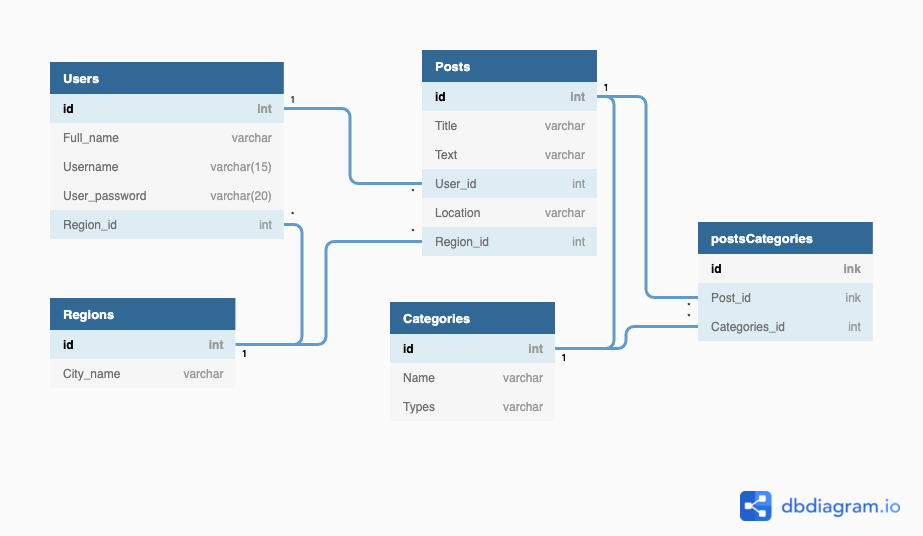 Users
id int
Full_name varchar
Username varchar(15)
User_password varchar(20)
Region_id int
1
*
Posts
id int
Title varchar
Text varchar
User_id int
Location varchar
Region_id int
1
*
*
postsCategories
id ink
Post_id ink
Categories_id int
*
*
Regions
id int
City_name varchar
1
Categories
id int
Name varchar
Types varchar
1
dbdiagram.io